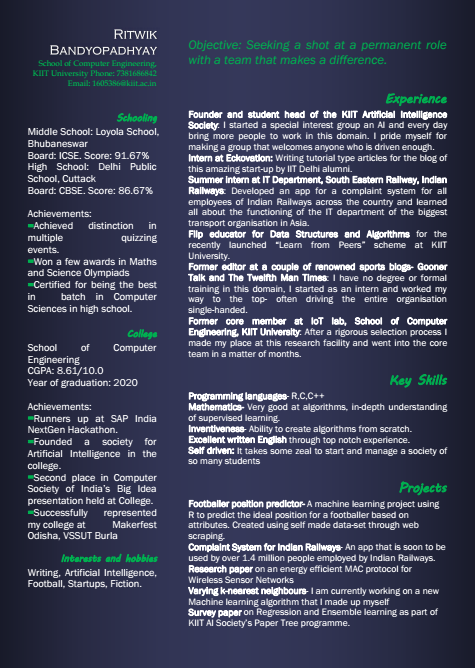 RITWIK
BANDYOPADHYAY
School of Computer Engineering,
KIIT University Phone: 7381686842
Email: 1605386@kiit.ac.in
Schooling
Middle School: Loyola School,
Bhubaneswar
Board: ICSE. Score: 91.67%
High School: Delhi Public
School, Cuttack
Board: CBSE. Score: 86.67%
Achievements:
Achieved distinction in
multiple quizzing
events.
Won a few awards in Maths
and Science Olympiads
Certified for being the best
in batch in Computer
Sciences in high school.
College
School of Computer
Engineering
CGPA: 8.61/10.0
Year of graduation: 2020
Achievements:
Runners up at SAP India
NextGen Hackathon.
Founded a society for
Artificial Intelligence in the
college.
Second place in Computer
Society of India's Big Idea
presentation held at College.
Successfully represented
my college at Makerfest
Odisha, VSSUT Burla
Interests and hobbies
Writing, Artificial Intelligence,
Football, Startups, Fiction.
Objective: Seeking a shot at a permanent role
with a team that makes a difference.
Experience
Founder and student head of the KIIT Artificial Intelligence
Society: I started a special interest group an AI and every day
bring more people to work in this domain. I pride myself for
making a group that welcomes anyone who is driven enough.
Intern at Eckovation: Writing tutorial type articles for the blog of
this amazing start-up by IIT Delhi alumni.
Summer Intern at IT Department, South Eastern Railway, Indian
Railways: Developed an app for a complaint system for all
employees of Indian Railways across the country and learned
all about the functioning of the IT department of the biggest
transport organisation in Asia.
Flip educator for Data Structures and Algorithms for the
recently launched "Learn from Peers" scheme at KIIT
University.
Former editor at a couple of renowned sports blogs- Gooner
Talk and The Twelfth Man Times: I have no degree or formal
training in this domain, I started as an intern and worked my
way to the top- often driving the entire organisation
single-handed.
Former core member at IoT lab, School of Computer
Engineering, KIIT University: After a rigorous selection process I
made my place at this research facility and went into the core
team in a matter of months.
Key Skills
Programming languages- R,C,C++
Mathematics- Very good at algorithms, in-depth understanding
of supervised learning.
Inventiveness- Ability to create algorithms from scratch.
Excellent written English through top notch experience.
Self driven: It takes some zeal to start and manage a society of
so many students
Projects
Footballer position predictor- A machine learning project using
R to predict the ideal position for a footballer based on
attributes. Created using self made data-set through web
scraping.
Complaint System for Indian Railways- An app that is soon to be
used by over 1.4 million people employed by Indian Railways.
Research paper on an energy efficient MAC protocol for
Wireless Sensor Networks
Varying k-nearest neighbours- I am currently working on a new
Machine learning algorithm that I made up myself
Survey paper on Regression and Ensemble learning as part of
KIIT AI Society's Paper Tree programme.